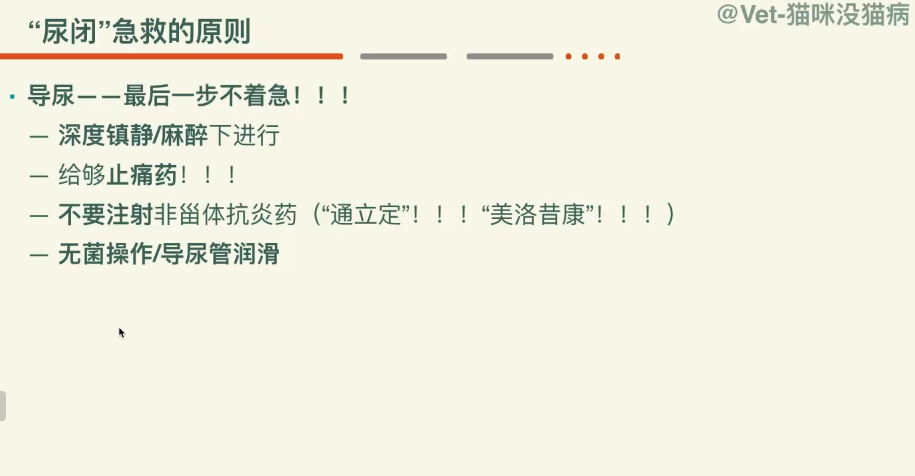 @Vet-猫咪没猫病
“尿闭”急救的原则
· 导尿——最后一步不着急！！！
— 深度镇静/麻醉下进行
— 给够止痛药！！！
— 不要注射非甾体抗炎药（“通立定”！！！“美洛昔康”！！！）
— 无菌操作/导尿管润滑